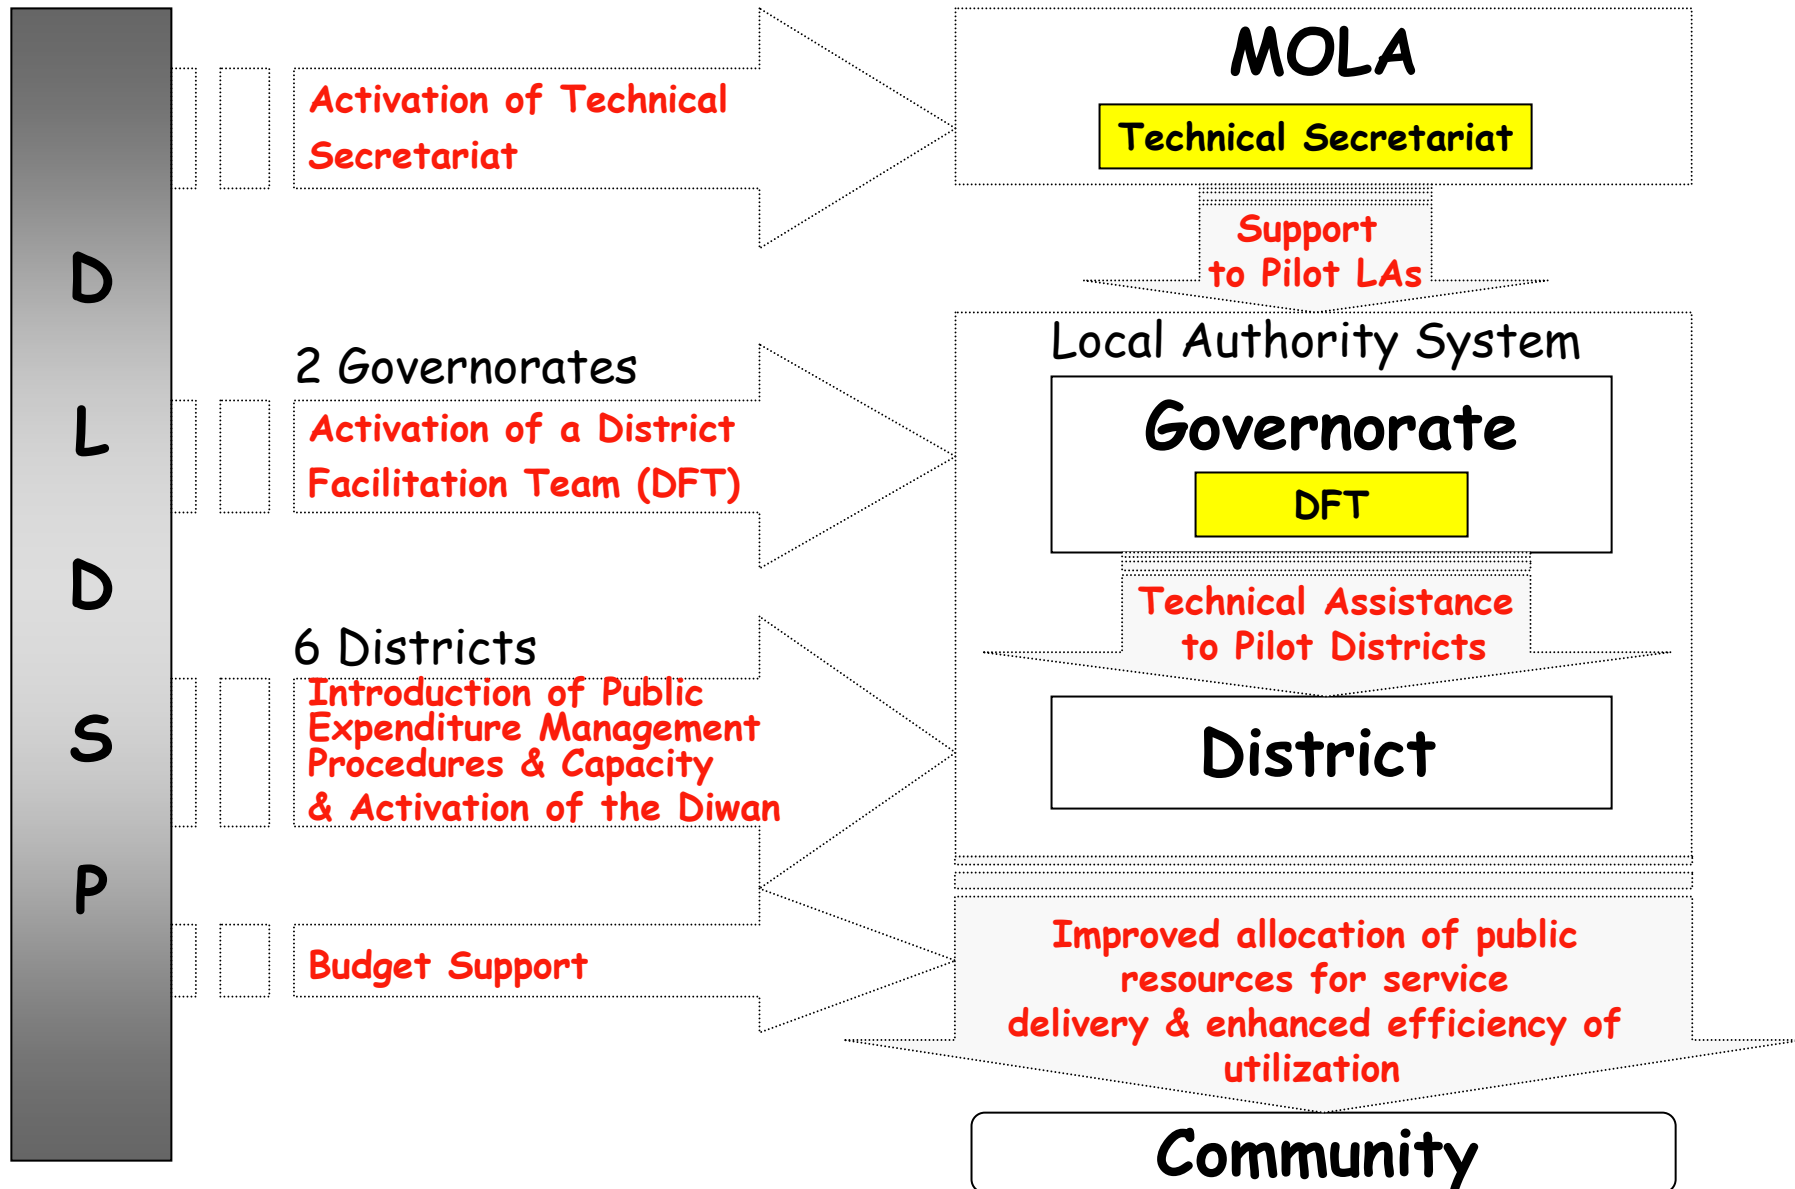 D
L
D
S
P
Activation of Technical
Secretariat
2 Governorates
Activation of a District
Facilitation Team (DFT)
6 Districts
Introduction of Public
Expenditure Management
Procedures & Capacity
& Activation of the Diwan
Budget Support
MOLA
Technical Secretariat
Support
to Pilot LAs
Local Authority System
Governorate
DFT
Technical Assistance
to Pilot Districts
District
Improved allocation of public
resources for service
delivery & enhanced efficiency of
utilization
Community